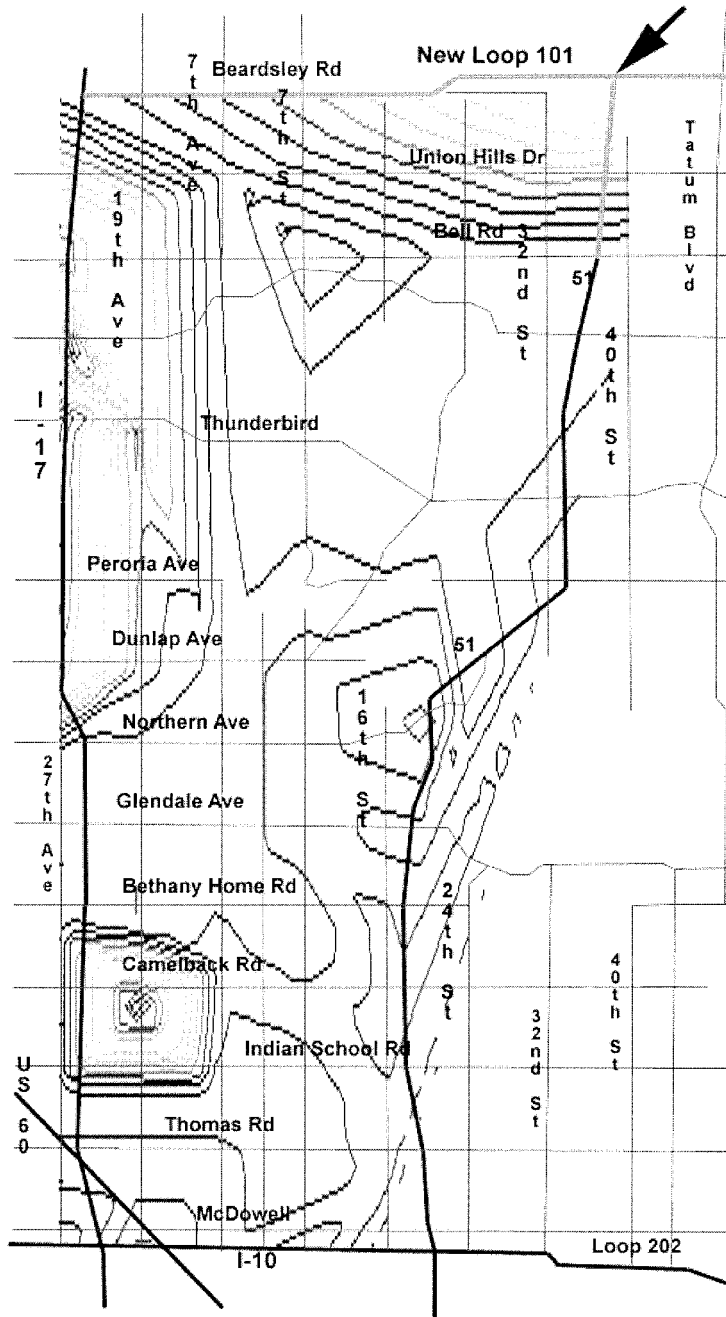 New Loop 101
Beardsley Rd
7th Ave
7th St
Union Hills Dr
Tatum Blvd
19th Ave
Bell Rd
32nd St
51
40th St
I-17
Thunderbird
Peroria Ave
Dunlap Ave
51
16th St
Northern Ave
27th Ave
Glendale Ave
Bethany Home Rd
24th St
Camelback Rd
40th St
32nd St
Indian School Rd
US 60
Thomas Rd
McDowell
I-10
Loop 202